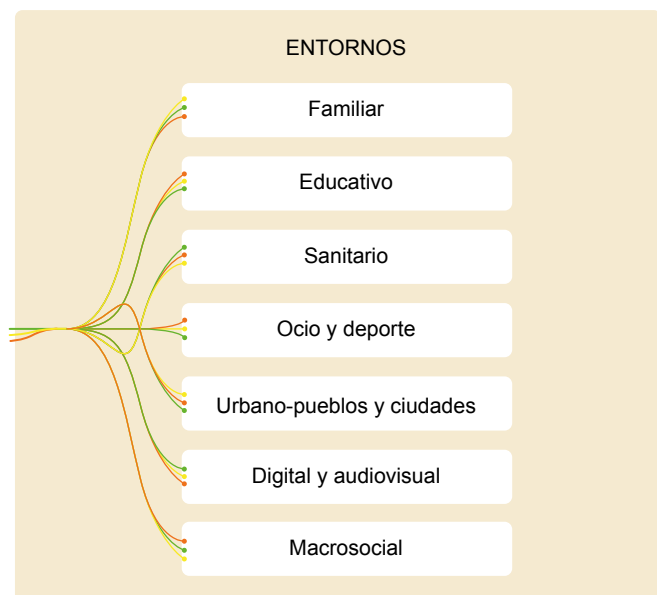 ENTORNOS
Familiar
Educativo
Sanitario
Ocio y deporte
Urbano-pueblos y ciudades
Digital y audiovisual
Macrosocial